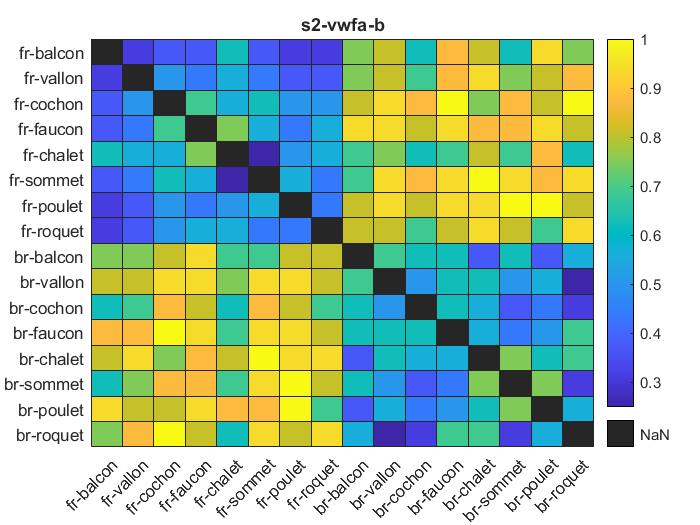 s2-vwfa-b
fr-balcon
fr-vallon
fr-cochon
fr-faucon
fr-chalet
fr-sommet
fr-poulet
fr-roquet
br-balcon
br-vallon
br-cochon
br-faucon
br-chalet
br-sommet
br-poulet
br-roquet
fr-balcon
fr-vallon
fr-cochon
fr-faucon
fr-chalet
fr-sommet
fr-poulet
fr-roquet
br-balcon
br-vallon
br-cochon
br-faucon
br-chalet
br-sommet
br-poulet
br-roquet
1
0.9
0.8
0.7
0.6
0.5
0.4
0.3
NaN